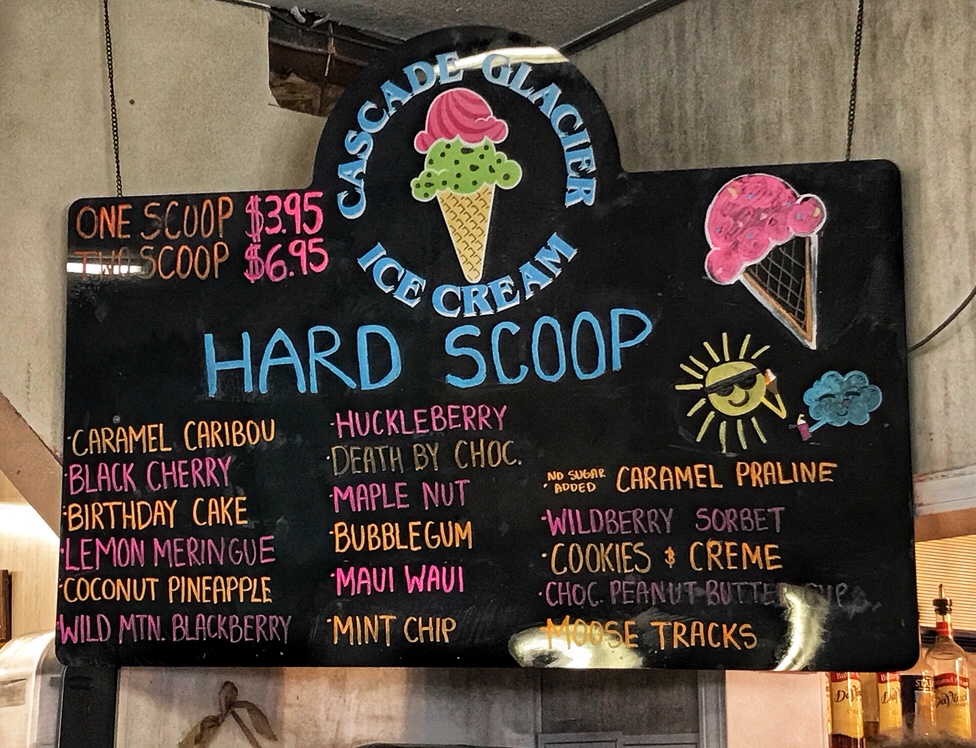 CASCADE GLACIER
ICE CREAM
ONE SCOOP $3.95
TWO SCOOP $6.95
HARD SCOOP
·CARAMEL CARIBOU
·BLACK CHERRY
·BIRTHDAY CAKE
·LEMON MERINGUE
·COCONUT PINEAPPLE
·WILD MTN. BLACKBERRY
·HUCKLEBERRY
·DEATH BY CHOC.
·MAPLE NUT
·BUBBLEGUM
·MAUI WAUI
·MINT CHIP
·NO SUGAR ADDED CARAMEL PRALINE
·WILDBERRY SORBET
·COOKIES & CREME
·CHOC. PEANUT BUTTER CUP
·MOOSE TRACKS
DaVinci